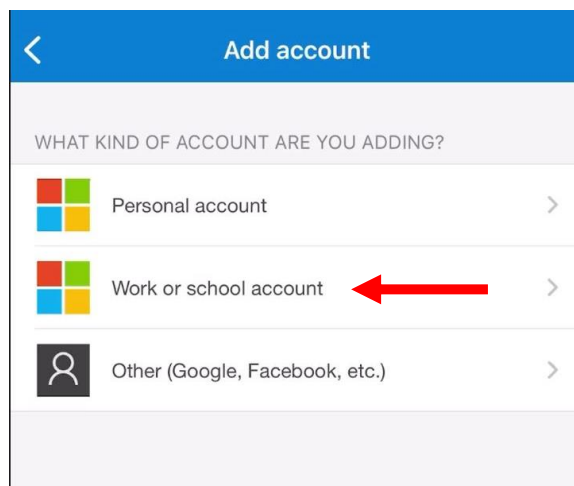 Add account
WHAT KIND OF ACCOUNT ARE YOU ADDING?
Personal account
Work or school account
Other (Google, Facebook, etc.)